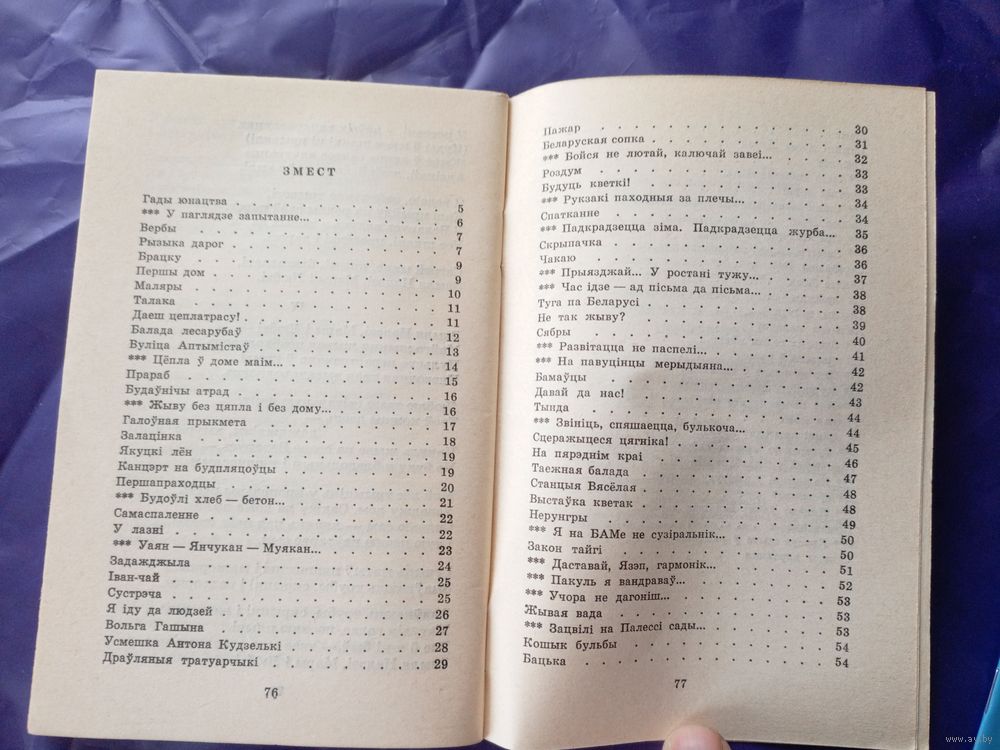 ЗМЕСТ
Гады юнацтва . . . . . . . . . . 5
*** У паглядзе запытанне... . . . . . . 6
Вербы . . . . . . . . . . . . 7
Рызыка дарог . . . . . . . . . . 7
Брацку . . . . . . . . . . . . 9
Першы дом . . . . . . . . . . . 9
Маляры . . . . . . . . . . . . 10
Талака . . . . . . . . . . . . 11
Даеш цеплатрасу! . . . . . . . . . 11
Балада лесарубаў . . . . . . . . . 12
Вуліца Аптымістаў . . . . . . . . . 13
*** Цёпла ў доме маім... . . . . . . . 14
Прараб . . . . . . . . . . . . 15
Будаўнічы атрад . . . . . . . . . 16
*** Жыву без цяпла і без дому... . . . . . 16
Галоўная прыкмета . . . . . . . . . 17
Залацінка . . . . . . . . . . . 18
Якуцкі лён . . . . . . . . . . . 19
Канцэрт на будпляцоўцы . . . . . . . 19
Першапраходцы . . . . . . . . . . 20
*** Будоўлі хлеб — бетон... . . . . . . . 21
Самаспаленне . . . . . . . . . . 22
У лазні . . . . . . . . . . . . 22
*** Уаян — Янчукан — Муякан... . . . . . 23
Задажджыла . . . . . . . . . . . 24
Іван-чай . . . . . . . . . . . . 25
Сустрэча . . . . . . . . . . . . 25
Я іду да людзей . . . . . . . . . . 26
Вольга Гашына . . . . . . . . . . 27
Усмешка Антона Кудзелькі . . . . . . . 28
Драўляныя тратуарчыкі . . . . . . . . 29
76
Пажар . . . . . . . . . . . . 30
Беларуская сопка . . . . . . . . . 31
*** Бойся не лютай, калючай завеі... . . . . 32
Роздум . . . . . . . . . . . . 33
Будуць кветкі! . . . . . . . . . . 33
*** Рукзакі паходныя за плечы... . . . . . 34
Спатканне . . . . . . . . . . . 34
*** Падкрадзецца зіма. Падкрадзецца журба... 35
Скрыпачка . . . . . . . . . . . 36
Чакаю . . . . . . . . . . . . 36
*** Прыязджай... У ростані тужу... . . . . . 37
*** Час ідзе — ад пісьма да пісьма... . . . . 38
Туга па Беларусі . . . . . . . . . 38
Не так жыву? . . . . . . . . . . 39
Сябры . . . . . . . . . . . . 40
*** Развітацца не паспелі... . . . . . . . 41
*** На павуцінцы мерыдыяна... . . . . . . 42
Бамаўцы . . . . . . . . . . . . 42
Давай да нас! . . . . . . . . . . 43
Тында . . . . . . . . . . . . 44
*** Звініць, спяшаецца, булькоча... . . . . . 44
Сцеражыцеся цягніка! . . . . . . . . 45
На пярэднім краі . . . . . . . . . 46
Таежная балада . . . . . . . . . . 47
Станцыя Вясёлая . . . . . . . . . 48
Выстаўка кветак . . . . . . . . . 48
Нерунгры . . . . . . . . . . . 49
*** Я на БАМе не сузіральнік... . . . . . . 50
Закон тайгі . . . . . . . . . . . 50
*** Даставай, Язэп, гармонік... . . . . . . 51
*** Пакуль я вандраваў... . . . . . . . 52
*** Учора не дагоніш... . . . . . . . . 53
Жывая вада . . . . . . . . . . . 53
*** Зацвілі на Палессі сады... . . . . . . 53
Кошык бульбы . . . . . . . . . . 54
Бацька . . . . . . . . . . . . 54
77
www.ay.by